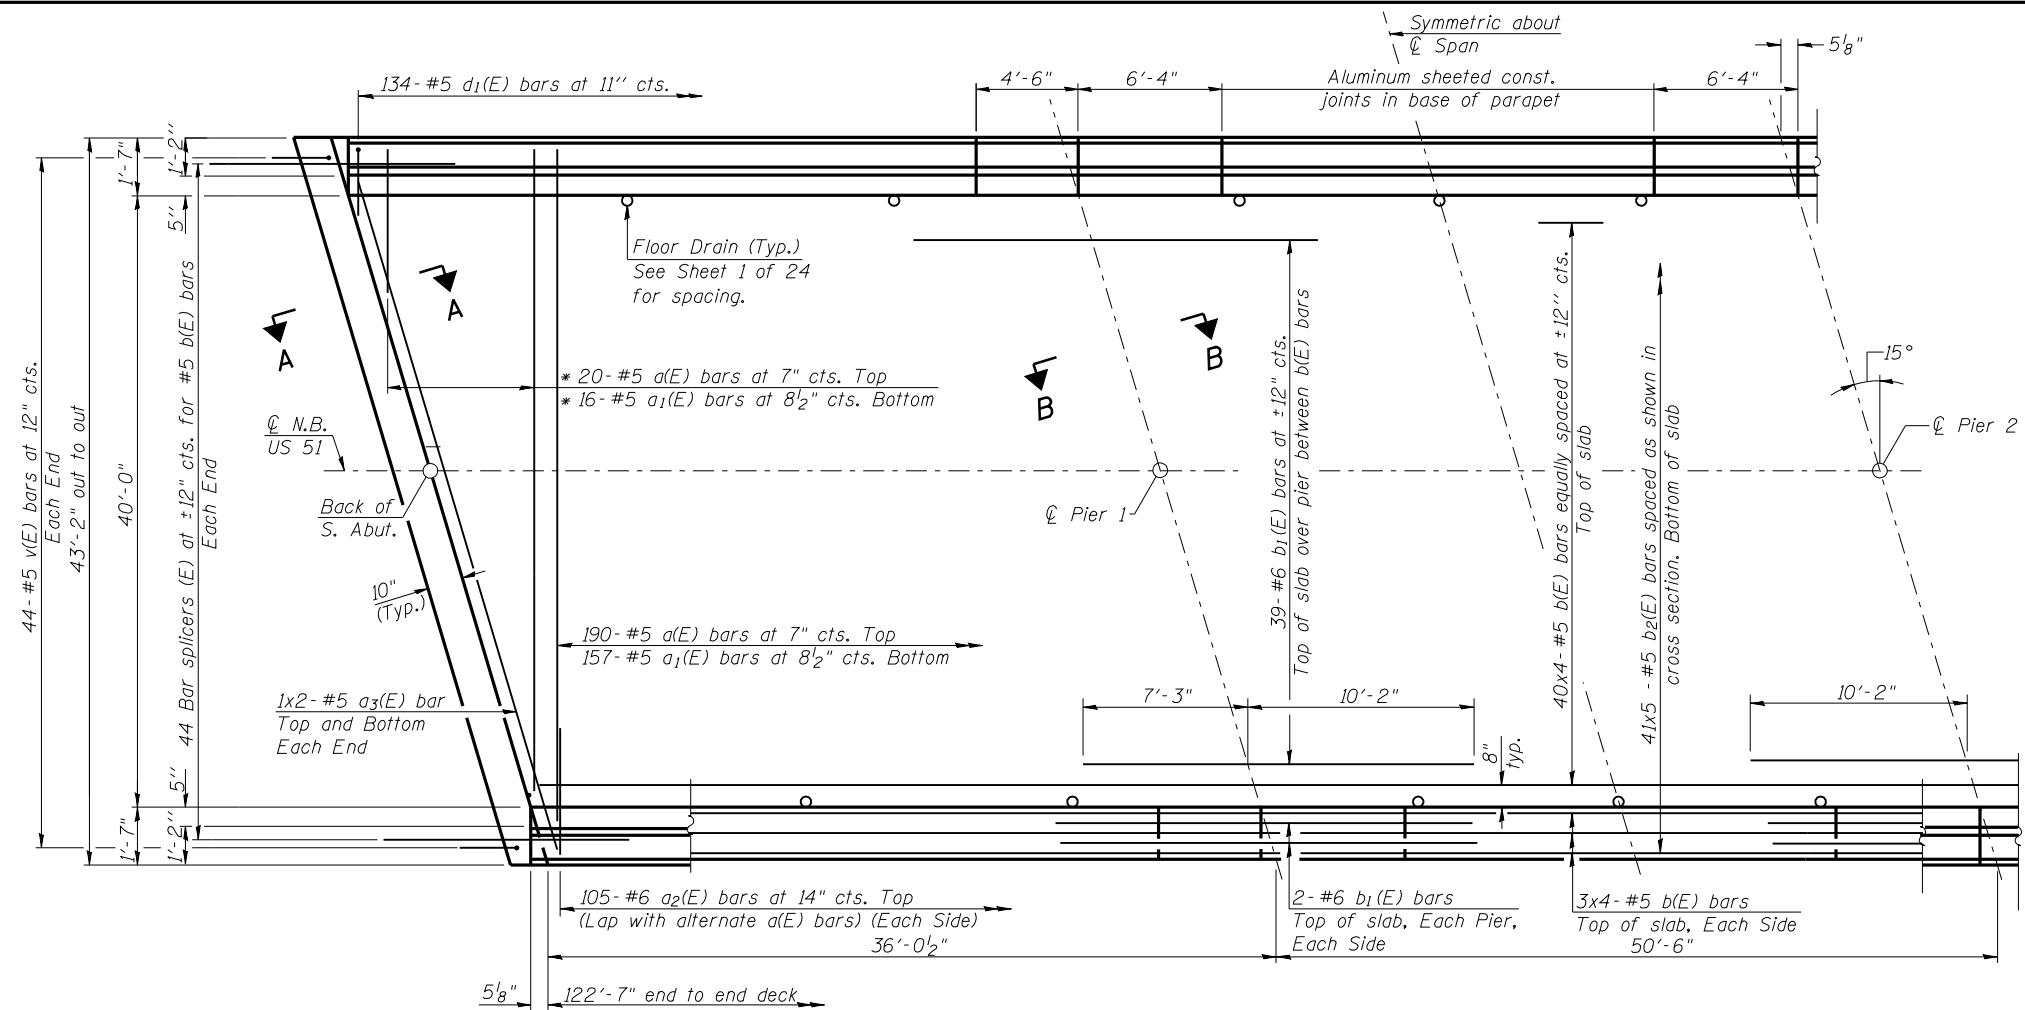 Symmetric about
℄ Span
5⅛"
134-#5 d1(E) bars at 11" cts.
4'-6"
6'-4"
Aluminum sheeted const.
joints in base of parapet
6'-4"
1'-7"
1'-2"
5"
Floor Drain (Typ.)
See Sheet 1 of 24
for spacing.
A
A
B
B
15°
℄ Pier 2
* 20-#5 a(E) bars at 7" cts. Top
* 16-#5 a1(E) bars at 8½" cts. Bottom
℄ N.B.
US 51
Back of
S. Abut.
℄ Pier 1
44-#5 v(E) bars at 12" cts.
Each End
43'-2" out to out
40'-0"
44 Bar splicers (E) at ±12" cts. for #5 b(E) bars
Each End
10"
(Typ.)
39-#6 b1(E) bars at ±12" cts.
Top of slab over pier between b(E) bars
40x4-#5 b(E) bars equally spaced at ±12" cts.
Top of slab
41x5 -#5 b2(E) bars spaced as shown in
cross section. Bottom of slab
190-#5 a(E) bars at 7" cts. Top
157-#5 a1(E) bars at 8½" cts. Bottom
1x2-#5 a3(E) bar
Top and Bottom
Each End
7'-3"
10'-2"
10'-2"
8"
typ.
5"
1'-7"
1'-2"
105-#6 a2(E) bars at 14" cts. Top
(Lap with alternate a(E) bars) (Each Side)
2-#6 b1(E) bars
Top of slab, Each Pier,
Each Side
3x4-#5 b(E) bars
Top of slab, Each Side
36'-0½"
50'-6"
5⅛"
122'-7" end to end deck